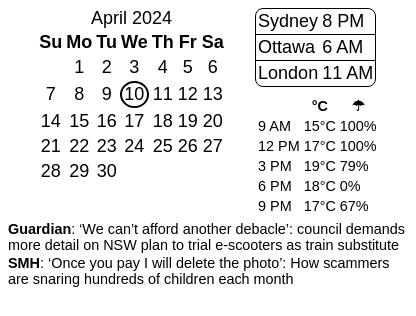 April 2024
Su Mo Tu We Th Fr Sa
1 2 3 4 5 6
7 8 9 10 11 12 13
14 15 16 17 18 19 20
21 22 23 24 25 26 27
28 29 30
Sydney 8 PM
Ottawa 6 AM
London 11 AM
°C ☂
9 AM 15°C 100%
12 PM 17°C 100%
3 PM 19°C 79%
6 PM 18°C 0%
9 PM 17°C 67%
Guardian: ‘We can’t afford another debacle’: council demands
more detail on NSW plan to trial e-scooters as train substitute
SMH: ‘Once you pay I will delete the photo’: How scammers
are snaring hundreds of children each month